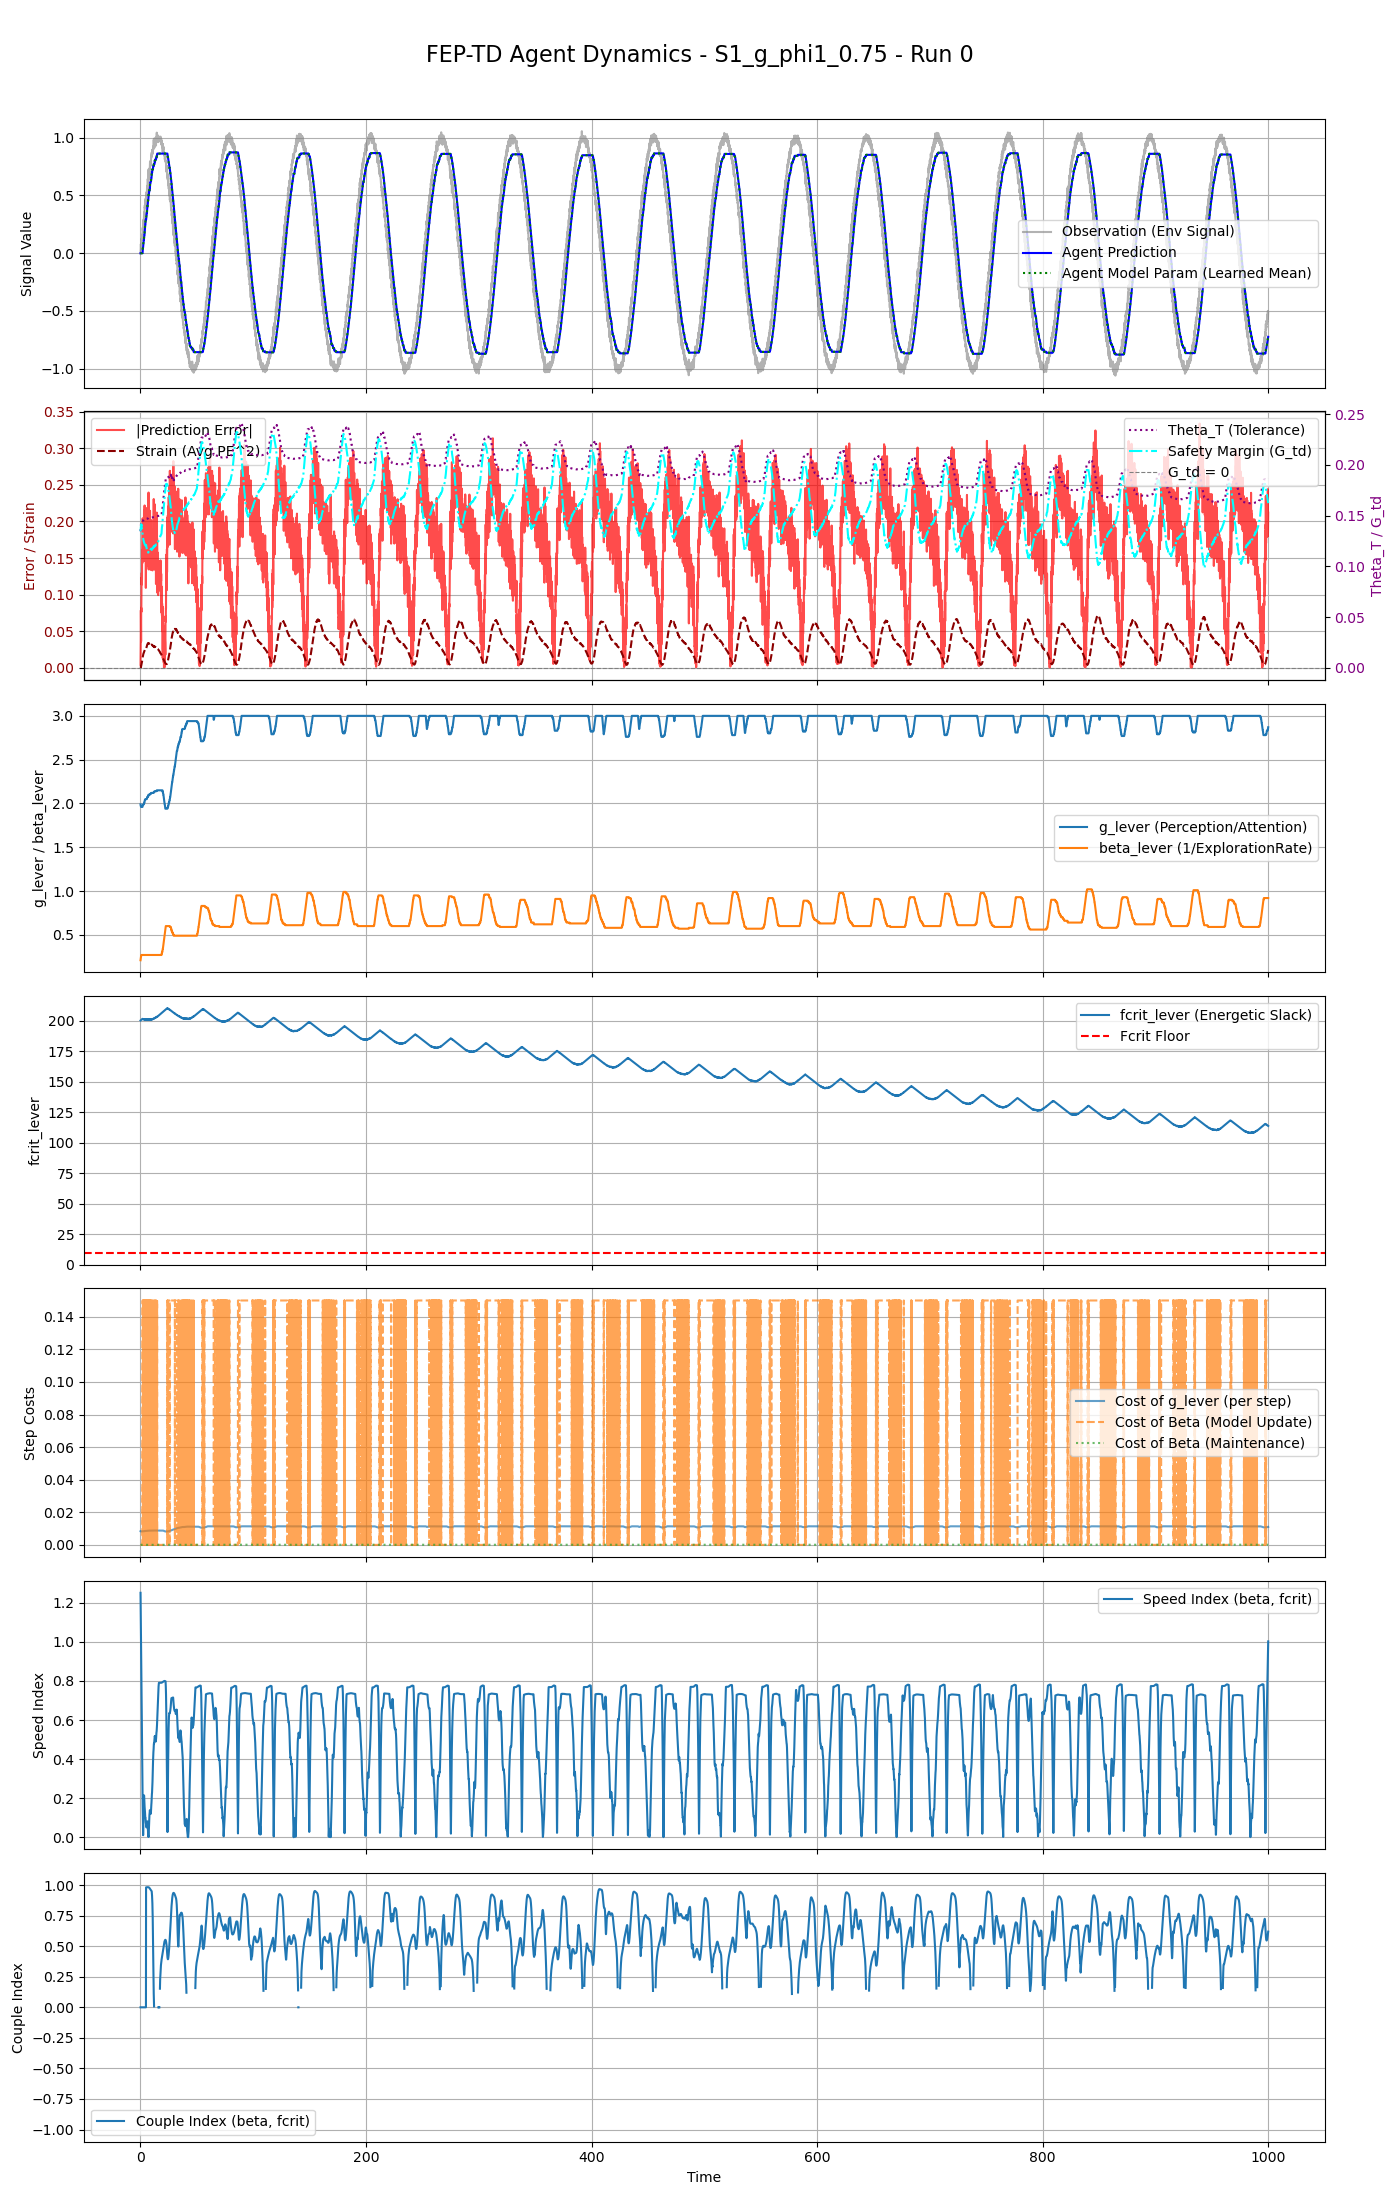 FEP-TD Agent Dynamics - S1_g_phi1_0.75 - Run 0
Signal Value
1.0
0.5
0.0
−0.5
−1.0
Observation (Env Signal)
Agent Prediction
Agent Model Param (Learned Mean)
Error / Strain
0.35
0.30
0.25
0.20
0.15
0.10
0.05
0.00
|Prediction Error|
Strain (Avg PE^2)
Theta_T (Tolerance)
Safety Margin (G_td)
G_td = 0
0.25
0.20
0.15
0.10
0.05
0.00
Theta_T / G_td
g_lever / beta_lever
3.0
2.5
2.0
1.5
1.0
0.5
g_lever (Perception/Attention)
beta_lever (1/ExplorationRate)
fcrit_lever
200
175
150
125
100
75
50
25
0
fcrit_lever (Energetic Slack)
Fcrit Floor
Step Costs
0.14
0.12
0.10
0.08
0.06
0.04
0.02
0.00
Cost of g_lever (per step)
Cost of Beta (Model Update)
Cost of Beta (Maintenance)
Speed Index
1.2
1.0
0.8
0.6
0.4
0.2
0.0
Speed Index (beta, fcrit)
Couple Index
1.00
0.75
0.50
0.25
0.00
−0.25
−0.50
−0.75
−1.00
Couple Index (beta, fcrit)
0
200
400
600
800
1000
Time